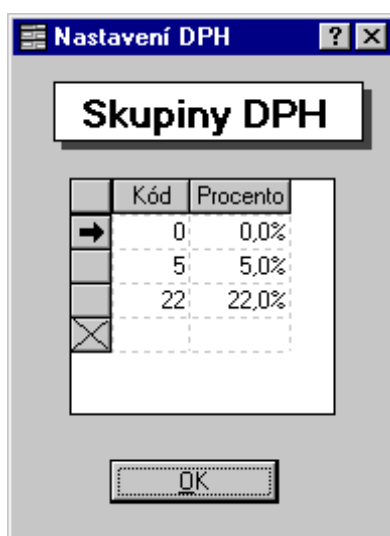 Nastavení DPH
Skupiny DPH
Kód Procento
0 0,0%
5 5,0%
22 22,0%
OK